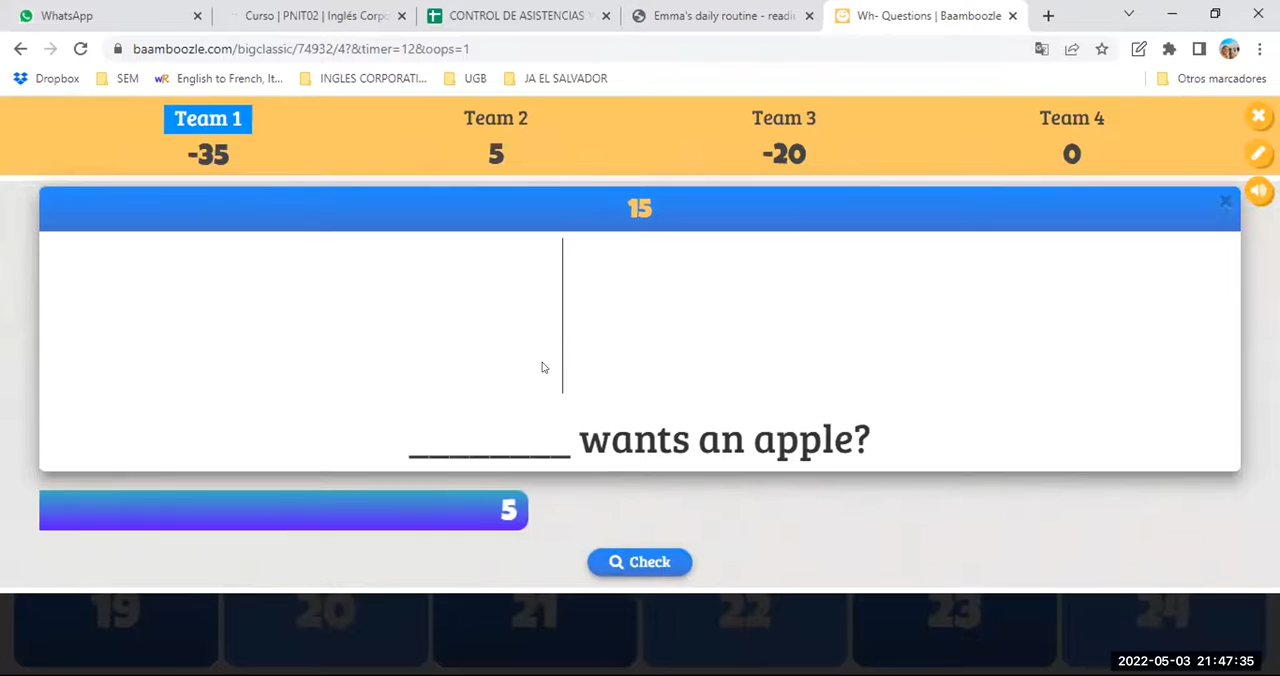 WhatsApp
Curso | PNIT02 | Inglés Corpo
CONTROL DE ASISTENCIAS Y
Emma's daily routine - readi
Wh- Questions | Baamboozle
baamboozle.com/bigclassic/74932/4?&timer=12&oops=1
Dropbox
SEM
English to French, It...
INGLES CORPORATI...
UGB
JA EL SALVADOR
Otros marcadores
Team 1
Team 2
Team 3
Team 4
-35
5
-20
0
15
________ wants an apple?
5
Check
19
20
21
22
23
24
2022-05-03 21:47:35